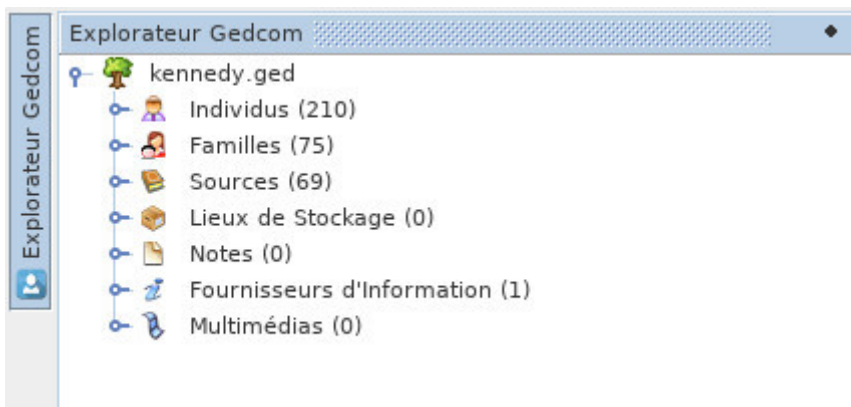 Explorateur Gedcom
Explorateur Gedcom
kennedy.ged
Individus (210)
Familles (75)
Sources (69)
Lieux de Stockage (0)
Notes (0)
Fournisseurs d'Information (1)
Multimédias (0)